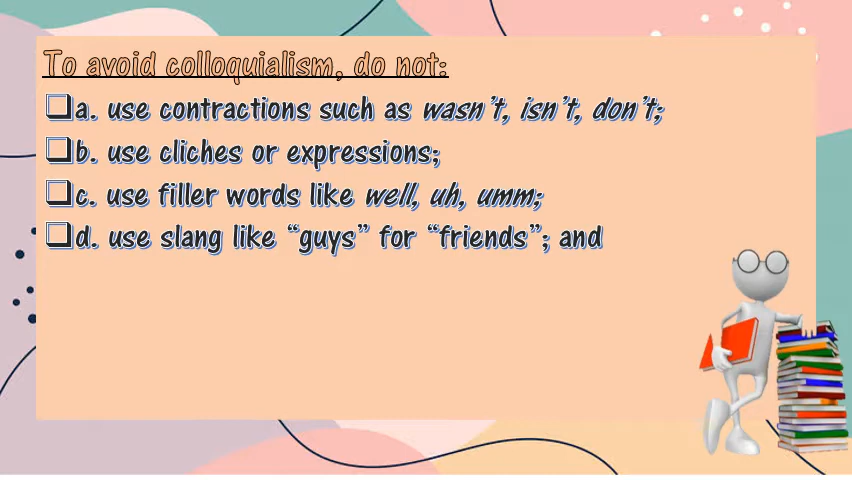 To avoid colloquialism, do not:
❑a. use contractions such as wasn't, isn't, don't;
❑b. use cliches or expressions;
❑c. use filler words like well, uh, umm;
❑d. use slang like “guys” for “friends”; and